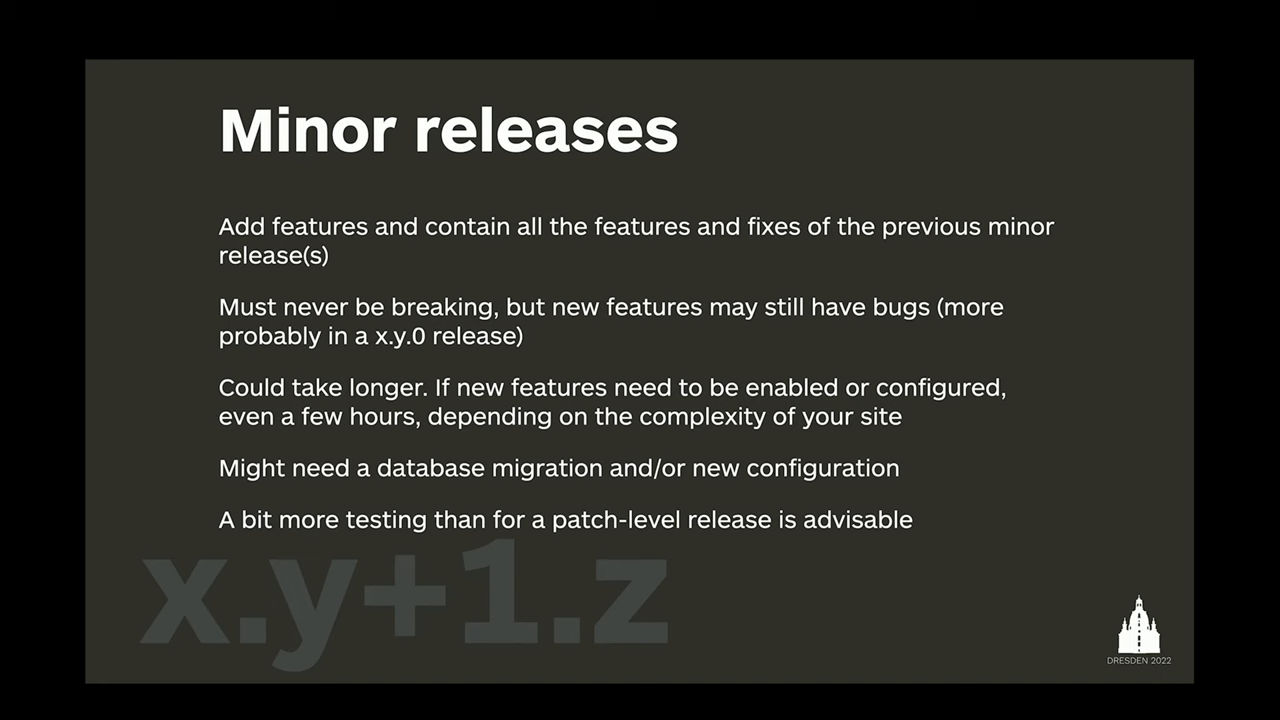 Minor releases
Add features and contain all the features and fixes of the previous minor
release(s)
Must never be breaking, but new features may still have bugs (more
probably in a x.y.0 release)
Could take longer. If new features need to be enabled or configured,
even a few hours, depending on the complexity of your site
Might need a database migration and/or new configuration
A bit more testing than for a patch-level release is advisable
x.y+1.z
DRESDEN 2022